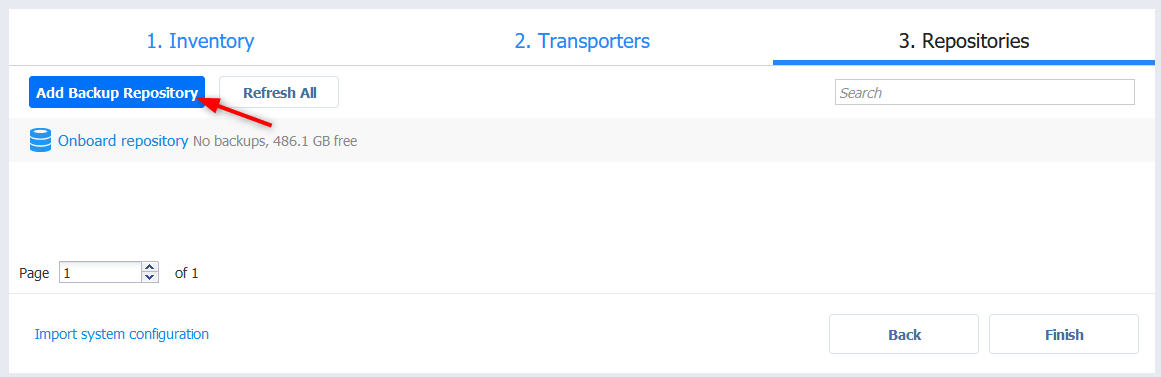 1. Inventory 2. Transporters 3. Repositories
Add Backup Repository Refresh All Search
Onboard repository No backups, 486.1 GB free
Page 1 of 1
Import system configuration Back Finish